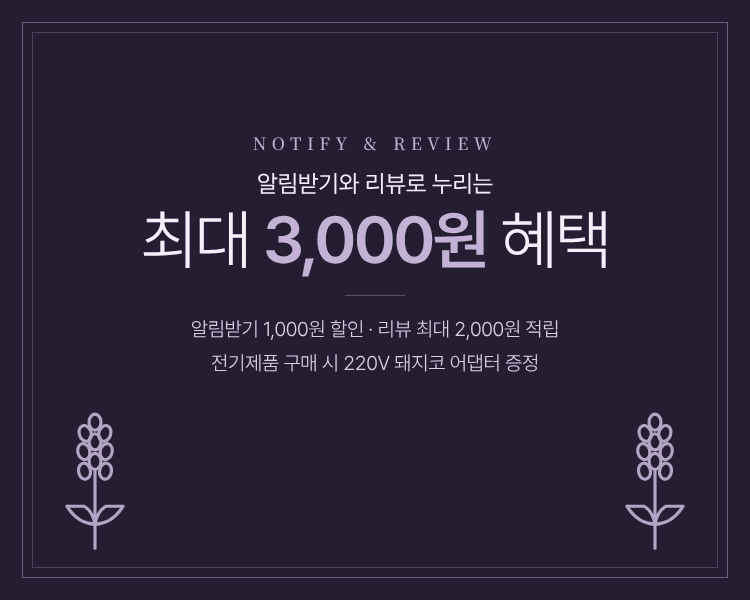 NOTIFY & REVIEW
알림받기와 리뷰로 누리는
최대 3,000원 혜택
알림받기 1,000원 할인 · 리뷰 최대 2,000원 적립
전기제품 구매 시 220V 돼지코 어댑터 증정